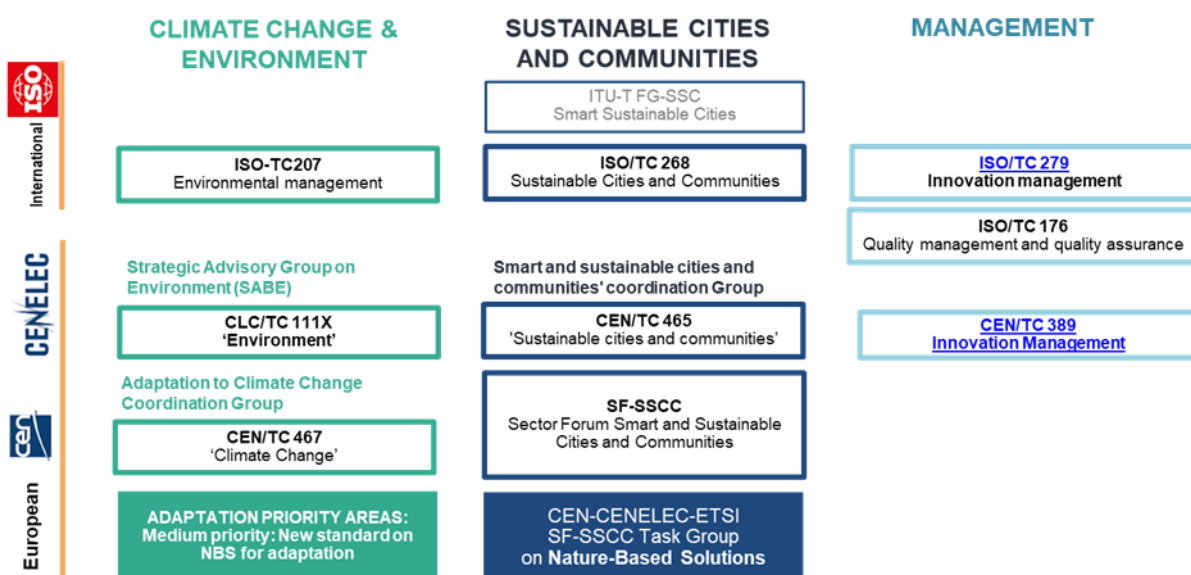 CLIMATE CHANGE &
ENVIRONMENT
SUSTAINABLE CITIES
AND COMMUNITIES
MANAGEMENT
ISO
International
ITU-T FG-SSC
Smart Sustainable Cities
ISO-TC207
Environmental management
ISO/TC 268
Sustainable Cities and Communities
ISO/TC 279
Innovation management
ISO/TC 176
Quality management and quality assurance
CENELEC
Strategic Advisory Group on
Environment (SABE)
CLC/TC 111X
‘Environment’
Smart and sustainable cities and
communities' coordination Group
CEN/TC 465
'Sustainable cities and communities’
CEN/TC 389
Innovation Management
cen
European
Adaptation to Climate Change
Coordination Group
CEN/TC 467
‘Climate Change’
SF-SSCC
Sector Forum Smart and Sustainable
Cities and Communities
ADAPTATION PRIORITY AREAS:
Medium priority: New standard on
NBS for adaptation
CEN-CENELEC-ETSI
SF-SSCC Task Group
on Nature-Based Solutions